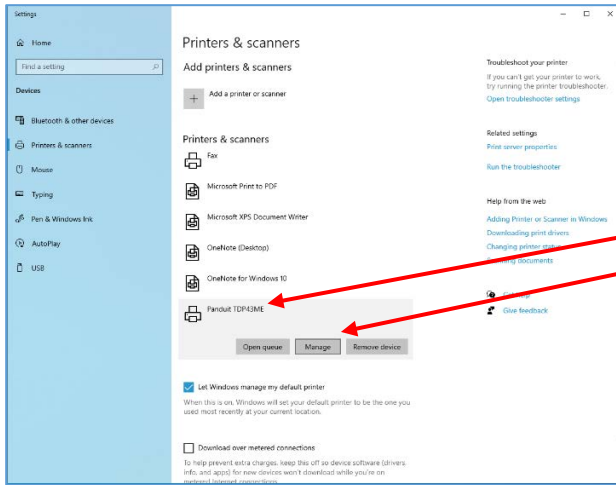 Settings
Home
Find a setting
Devices
Bluetooth & other devices
Printers & scanners
Mouse
Typing
Pen & Windows Ink
AutoPlay
USB
Printers & scanners
Add printers & scanners
Add a printer or scanner
Printers & scanners
Fax
Microsoft Print to PDF
Microsoft XPS Document Writer
OneNote (Desktop)
OneNote for Windows 10
Panduit TDP43ME
Open queue
Manage
Remove device
Let Windows manage my default printer
When this is on, Windows will set your default printer to be the one you
used most recently at your current location.
Download over metered connections
To help prevent extra charges, keep this off so device software (drivers,
info, and apps) for new devices won't download while you're on
metered Internet connections.
Troubleshoot your printer
If you can't get your printer to work,
try running the printer troubleshooter.
Open troubleshooter settings
Related settings
Print server properties
Run the troubleshooter
Help from the web
Adding Printer or Scanner in Windows
Downloading print drivers
Changing printer status
documents
Give feedback